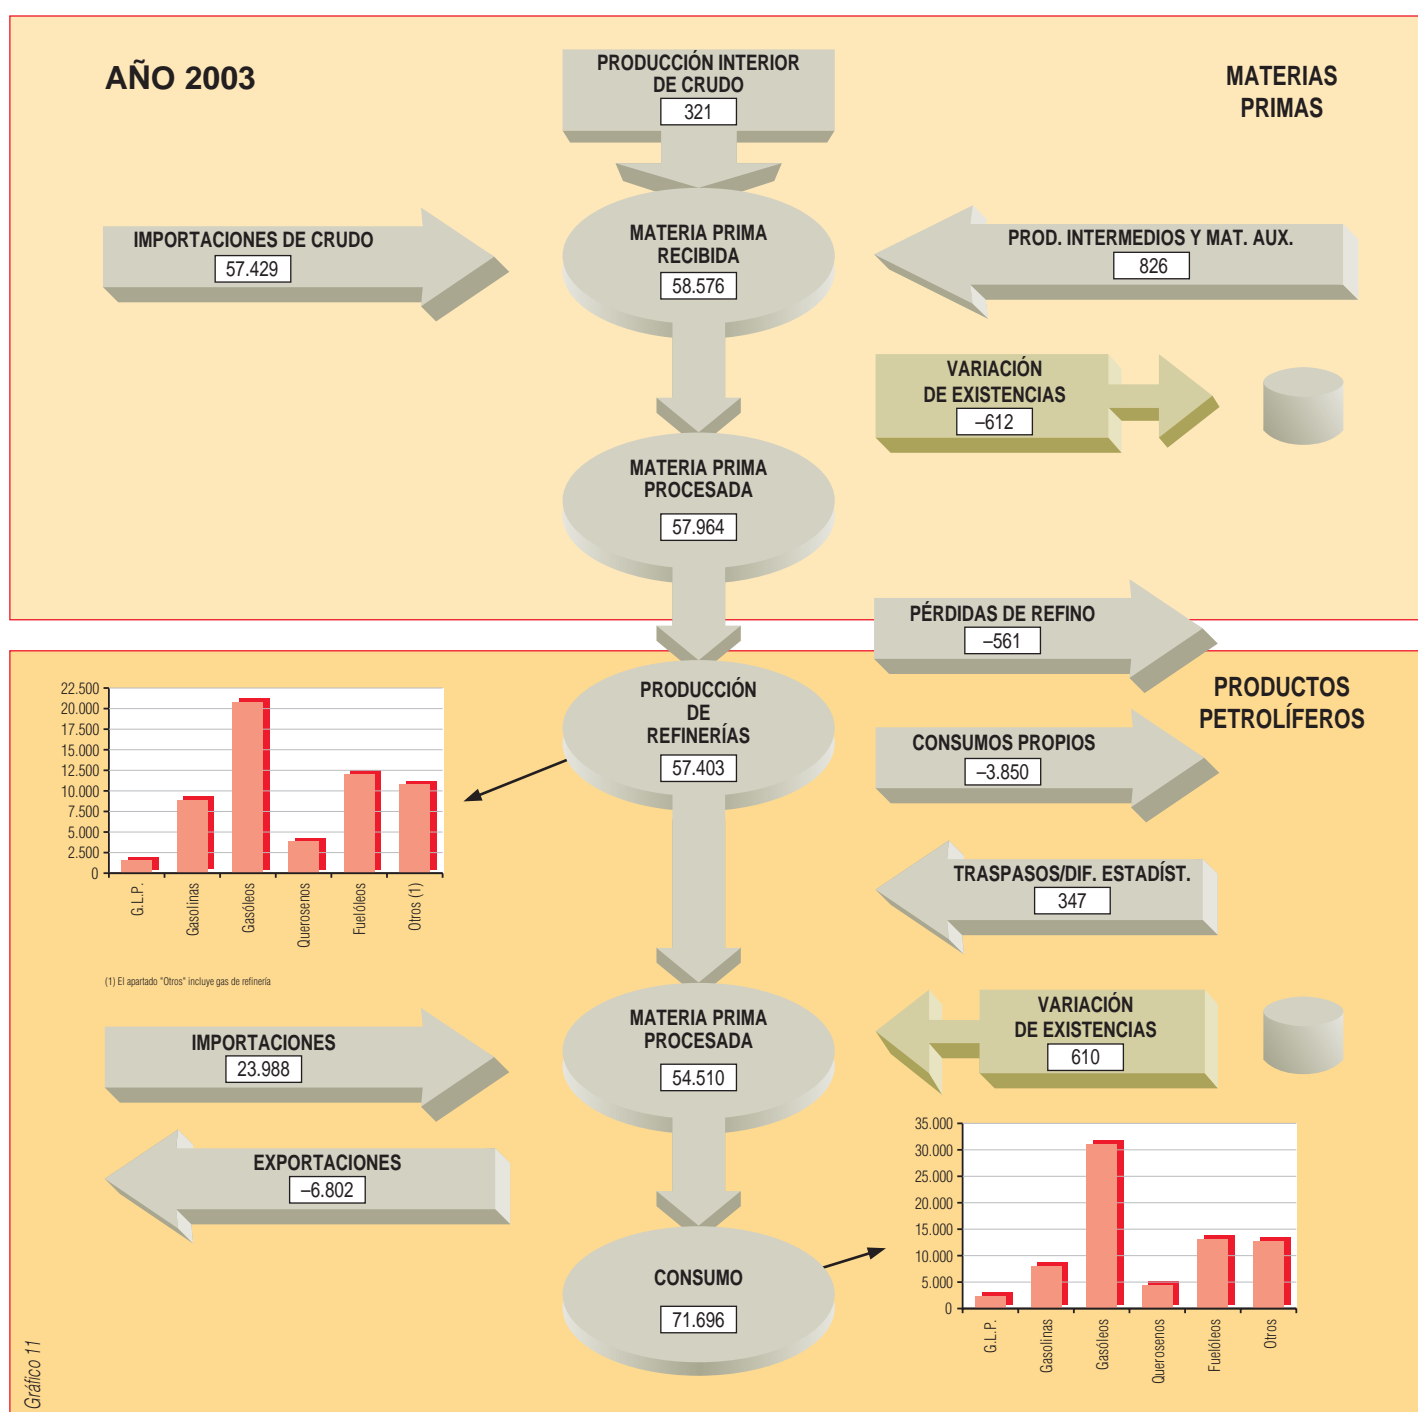 AÑO 2003
PRODUCCIÓN INTERIOR
DE CRUDO
321
MATERIAS
PRIMAS
IMPORTACIONES DE CRUDO
57.429
MATERIA PRIMA
RECIBIDA
58.576
PROD. INTERMEDIOS Y MAT. AUX.
826
VARIACIÓN
DE EXISTENCIAS
–612
MATERIA PRIMA
PROCESADA
57.964
PÉRDIDAS DE REFINO
–561
PRODUCTOS
PETROLÍFEROS
PRODUCCIÓN
DE
REFINERÍAS
57.403
CONSUMOS PROPIOS
–3.850
22.500
20.000
17.500
15.000
12.500
10.000
7.500
5.000
2.500
0
G.L.P.
Gasolinas
Gasóleos
Querosenos
Fuelóleos
Otros (1)
(1) El apartado "Otros" incluye gas de refinería
TRASPASOS/DIF. ESTADÍST.
347
VARIACIÓN
DE EXISTENCIAS
610
MATERIA PRIMA
PROCESADA
54.510
IMPORTACIONES
23.988
EXPORTACIONES
–6.802
CONSUMO
71.696
35.000
30.000
25.000
20.000
15.000
10.000
5.000
0
G.L.P.
Gasolinas
Gasóleos
Querosenos
Fuelóleos
Otros
Gráfico 11